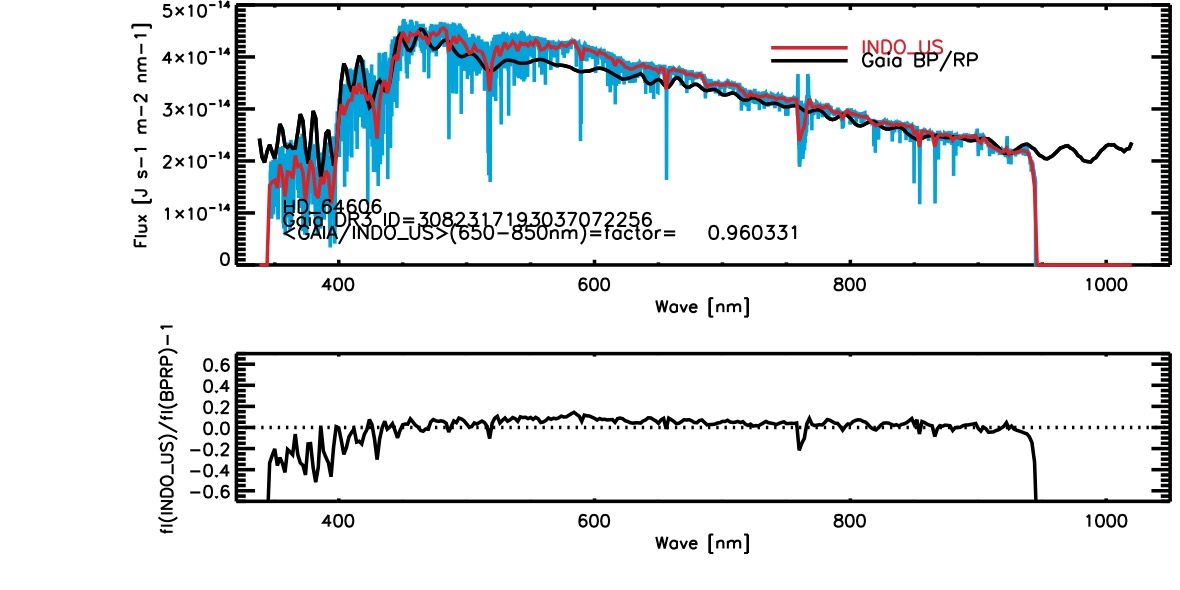 5×10⁻¹⁴
4×10⁻¹⁴
3×10⁻¹⁴
2×10⁻¹⁴
1×10⁻¹⁴
0
Flux [J s−1 m−2 nm−1]
INDO_US
Gaia BP/RP
HD_64606
Gaia DR3 ID=3082317193037072256
<GAIA/INDO_US>(650−850nm)=factor= 0.960331
400 600 800 1000
Wave [nm]
0.6
0.4
0.2
0.0
−0.2
−0.4
−0.6
fl(INDO_US)/fl(BPRP)−1
400 600 800 1000
Wave [nm]